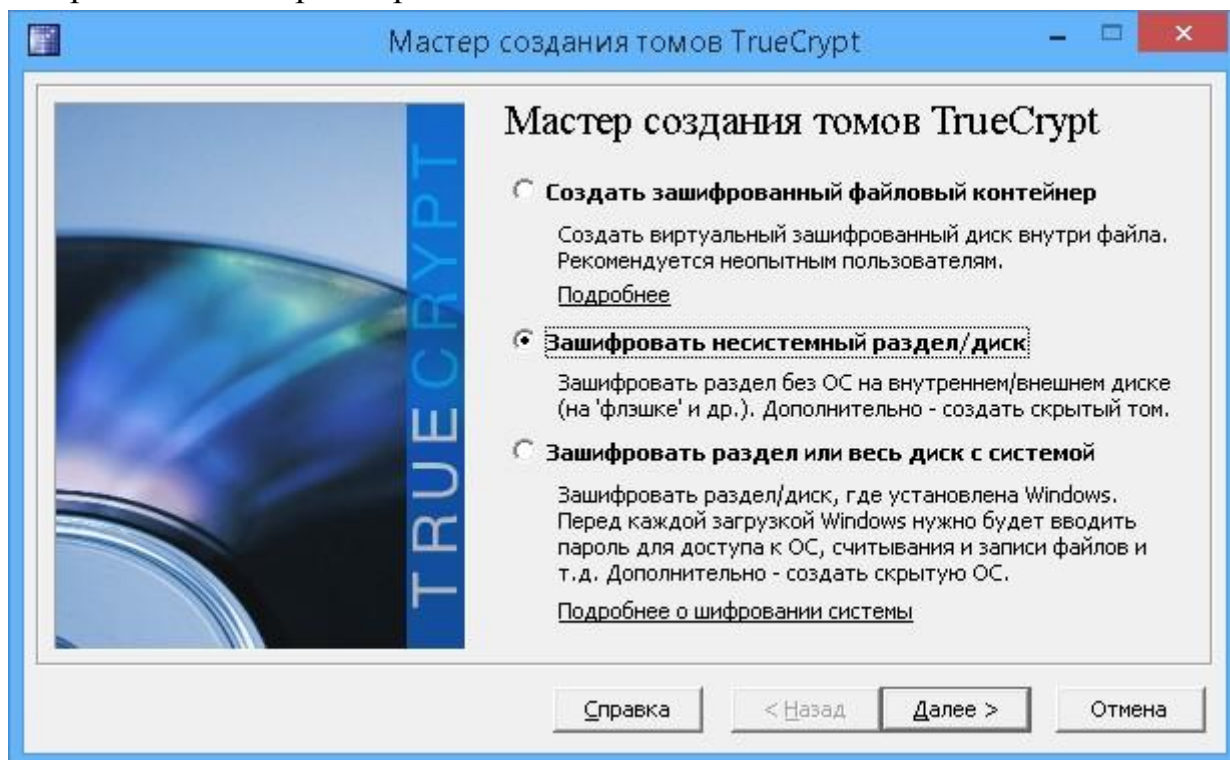 Мастер создания томов TrueCrypt
TRUECRYPT
Мастер создания томов TrueCrypt
Создать зашифрованный файловый контейнер
Создать виртуальный зашифрованный диск внутри файла.
Рекомендуется неопытным пользователям.
Подробнее
Зашифровать несистемный раздел/диск
Зашифровать раздел без ОС на внутреннем/внешнем диске
(на 'флэшке' и др.). Дополнительно - создать скрытый том.
Зашифровать раздел или весь диск с системой
Зашифровать раздел/диск, где установлена Windows.
Перед каждой загрузкой Windows нужно будет вводить
пароль для доступа к ОС, считывания и записи файлов и
т.д. Дополнительно - создать скрытую ОС.
Подробнее о шифровании системы
Справка
< Назад
Далее >
Отмена